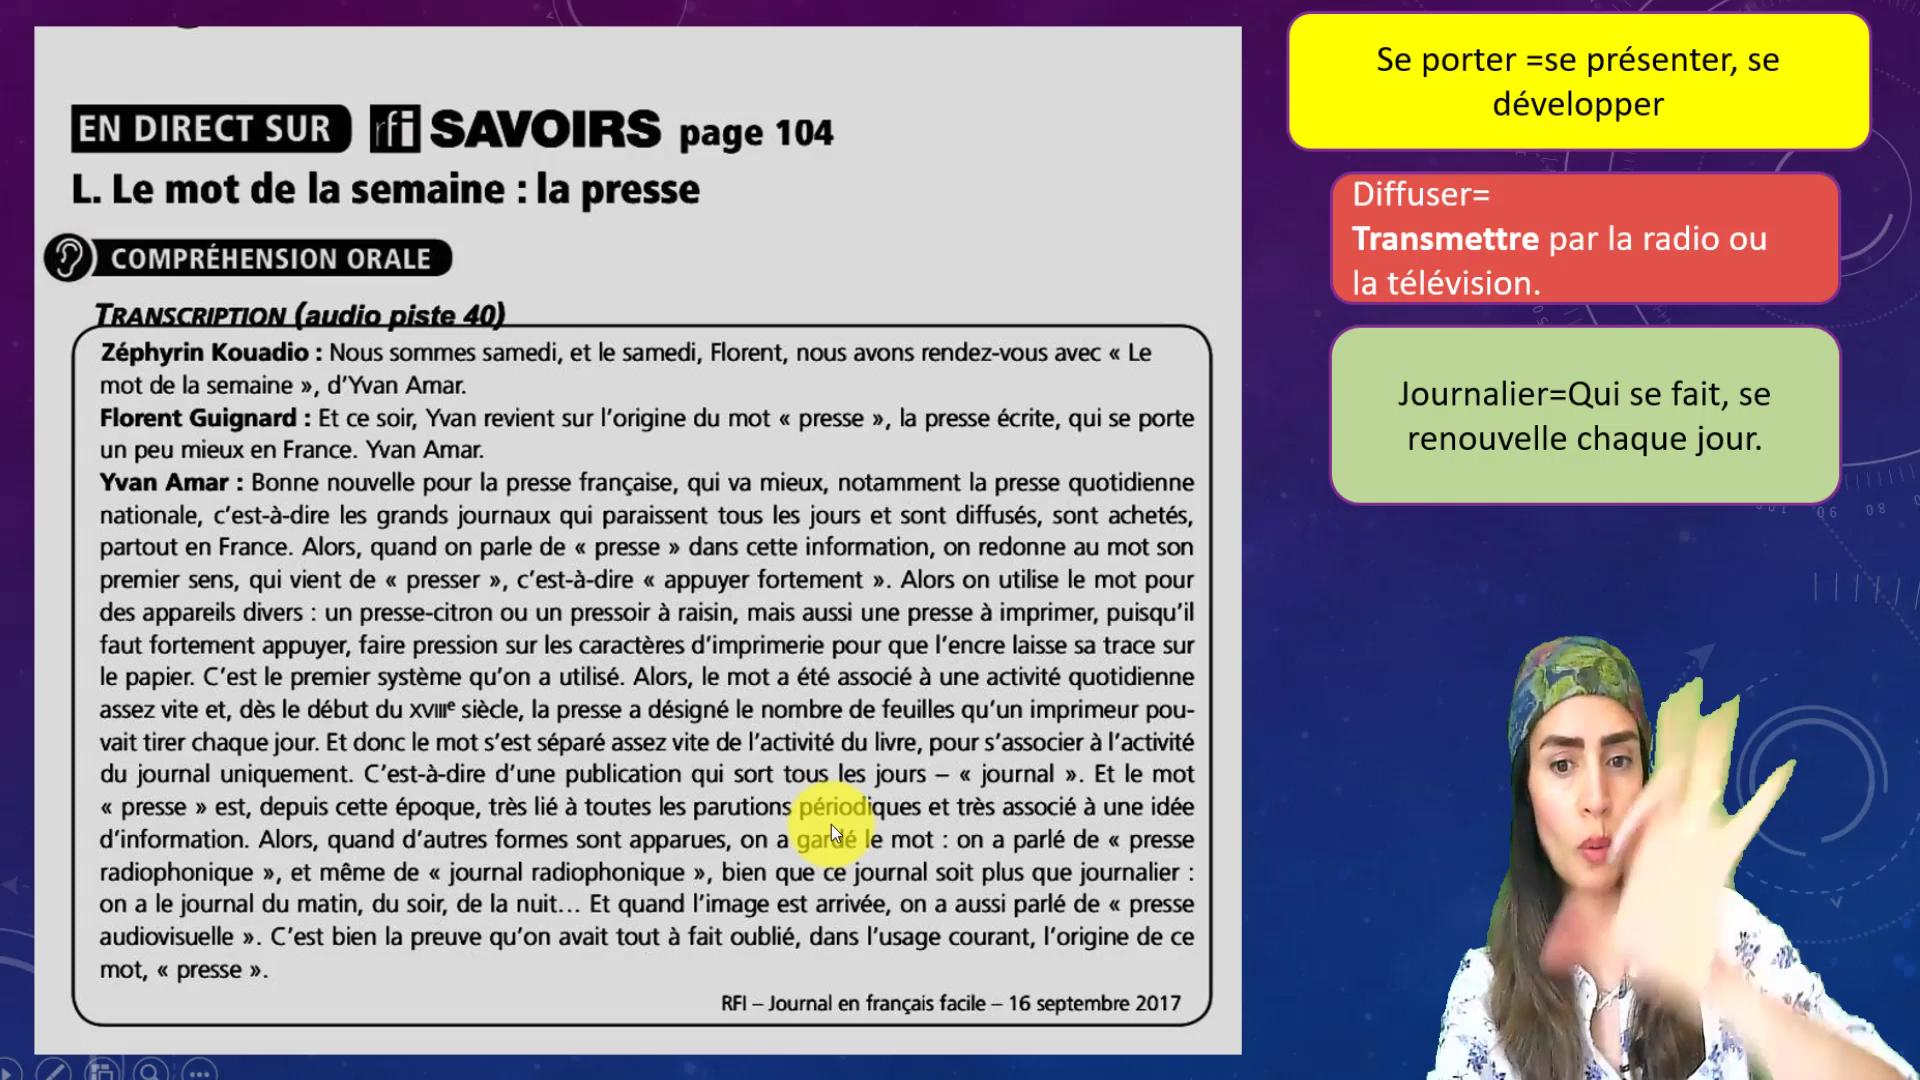 EN DIRECT SUR rfi SAVOIRS page 104
L. Le mot de la semaine : la presse
COMPRÉHENSION ORALE
TRANSCRIPTION (audio piste 40)
Zéphyrin Kouadio : Nous sommes samedi, et le samedi, Florent, nous avons rendez-vous avec « Le
mot de la semaine », d'Yvan Amar.
Florent Guignard : Et ce soir, Yvan revient sur l'origine du mot « presse », la presse écrite, qui se porte
un peu mieux en France. Yvan Amar.
Yvan Amar : Bonne nouvelle pour la presse française, qui va mieux, notamment la presse quotidienne
nationale, c'est-à-dire les grands journaux qui paraissent tous les jours et sont diffusés, sont achetés,
partout en France. Alors, quand on parle de « presse » dans cette information, on redonne au mot son
premier sens, qui vient de « presser », c'est-à-dire « appuyer fortement ». Alors on utilise le mot pour
des appareils divers : un presse-citron ou un pressoir à raisin, mais aussi une presse à imprimer, puisqu'il
faut fortement appuyer, faire pression sur les caractères d'imprimerie pour que l'encre laisse sa trace sur
le papier. C'est le premier système qu'on a utilisé. Alors, le mot a été associé à une activité quotidienne
assez vite et, dès le début du XVIIIe siècle, la presse a désigné le nombre de feuilles qu'un imprimeur pou-
vait tirer chaque jour. Et donc le mot s'est séparé assez vite de l'activité du livre, pour s'associer à l'activité
du journal uniquement. C'est-à-dire d'une publication qui sort tous les jours – « journal ». Et le mot
« presse » est, depuis cette époque, très lié à toutes les parutions périodiques et très associé à une idée
d'information. Alors, quand d'autres formes sont apparues, on a gardé le mot : on a parlé de « presse
radiophonique », et même de « journal radiophonique », bien que ce journal soit plus que journalier :
on a le journal du matin, du soir, de la nuit… Et quand l'image est arrivée, on a aussi parlé de « presse
audiovisuelle ». C'est bien la preuve qu'on avait tout à fait oublié, dans l'usage courant, l'origine de ce
mot, « presse ».
RFI – Journal en français facile – 16 septembre 2017
Se porter =se présenter, se
développer
Diffuser=
Transmettre par la radio ou
la télévision.
Journalier=Qui se fait, se
renouvelle chaque jour.